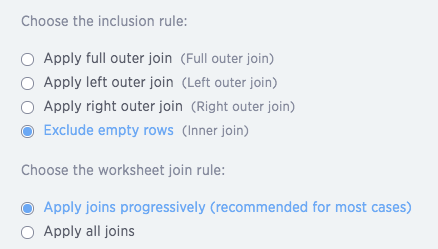 Choose the inclusion rule:
Apply full outer join (Full outer join)
Apply left outer join (Left outer join)
Apply right outer join (Right outer join)
Exclude empty rows (Inner join)
Choose the worksheet join rule:
Apply joins progressively (recommended for most cases)
Apply all joins